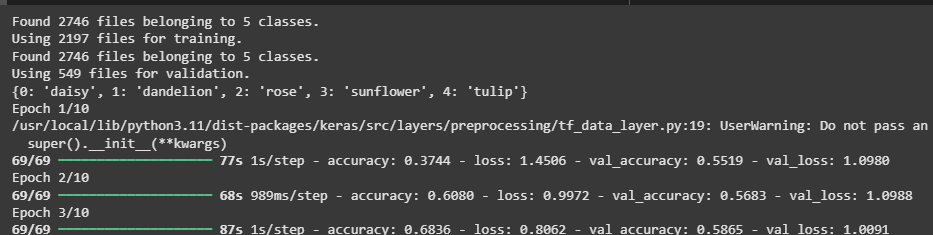 Found 2746 files belonging to 5 classes.
Using 2197 files for training.
Found 2746 files belonging to 5 classes.
Using 549 files for validation.
{0: 'daisy', 1: 'dandelion', 2: 'rose', 3: 'sunflower', 4: 'tulip'}
Epoch 1/10
/usr/local/lib/python3.11/dist-packages/keras/src/layers/preprocessing/tf_data_layer.py:19: UserWarning: Do not pass an
super().__init__(**kwargs)
69/69 ━━━━━━━━━━━━━━━━━━━━ 77s 1s/step - accuracy: 0.3744 - loss: 1.4506 - val_accuracy: 0.5519 - val_loss: 1.0980
Epoch 2/10
69/69 ━━━━━━━━━━━━━━━━━━━━ 68s 989ms/step - accuracy: 0.6080 - loss: 0.9972 - val_accuracy: 0.5683 - val_loss: 1.0988
Epoch 3/10
69/69 ━━━━━━━━━━━━━━━━━━━━ 87s 1s/step - accuracy: 0.6836 - loss: 0.8062 - val_accuracy: 0.5865 - val_loss: 1.0091